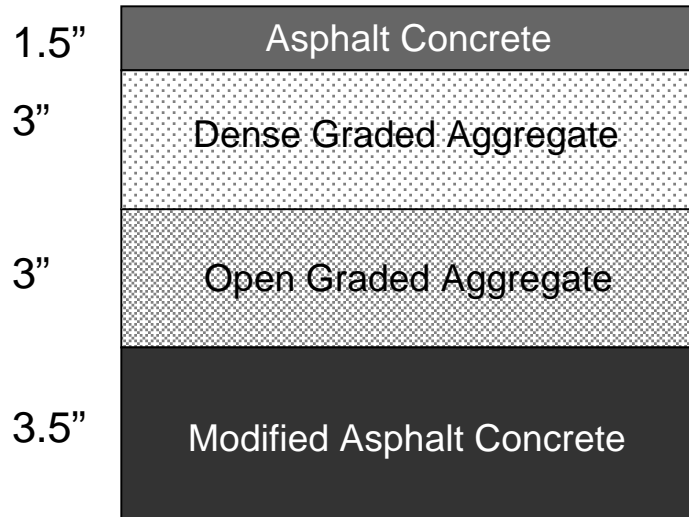 1.5” Asphalt Concrete
3” Dense Graded Aggregate
3” Open Graded Aggregate
3.5” Modified Asphalt Concrete